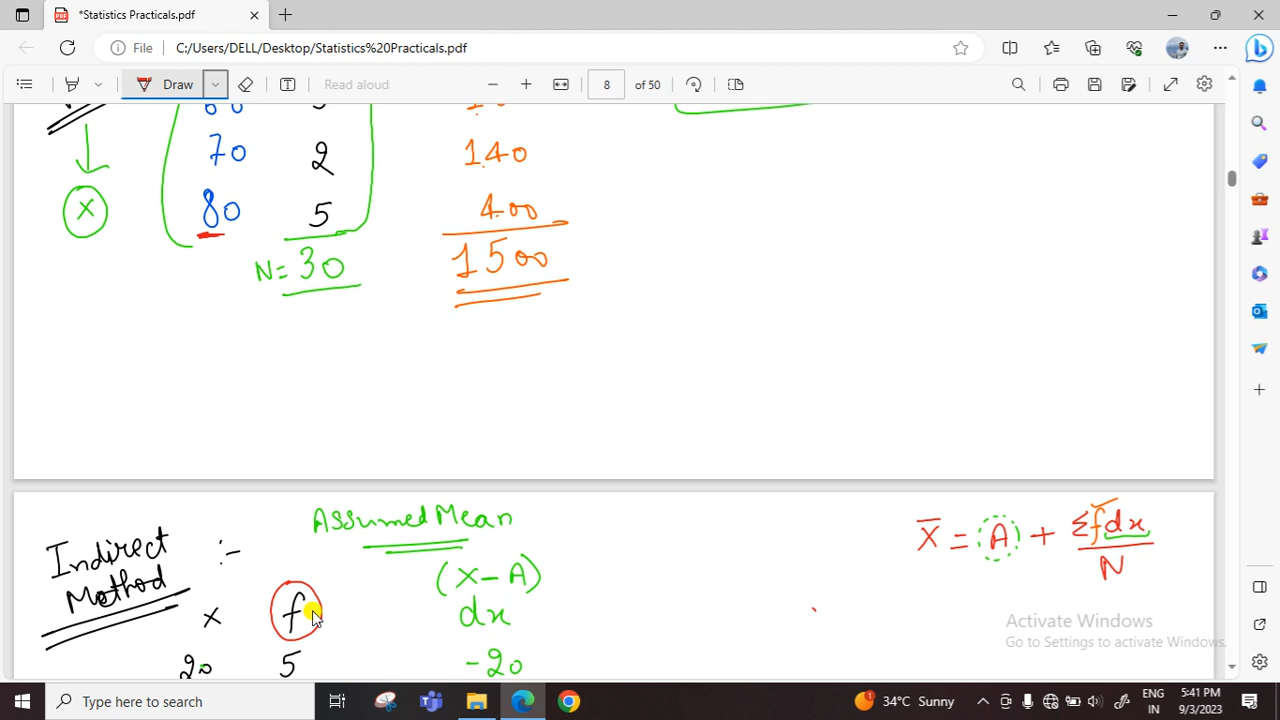 *Statistics Practicals.pdf
File
C:/Users/DELL/Desktop/Statistics%20Practicals.pdf
Draw
Read aloud
8
of 50
70 2 140
X
80 5 400
N = 30 1500
Assumed Mean
Indirect :-
Method
X̄ = A + Σfdx / N
(X - A)
x f dx
20 5 -20
Activate Windows
Go to Settings to activate Windows.
Type here to search
34°C Sunny
ENG
IN
5:41 PM
9/3/2023